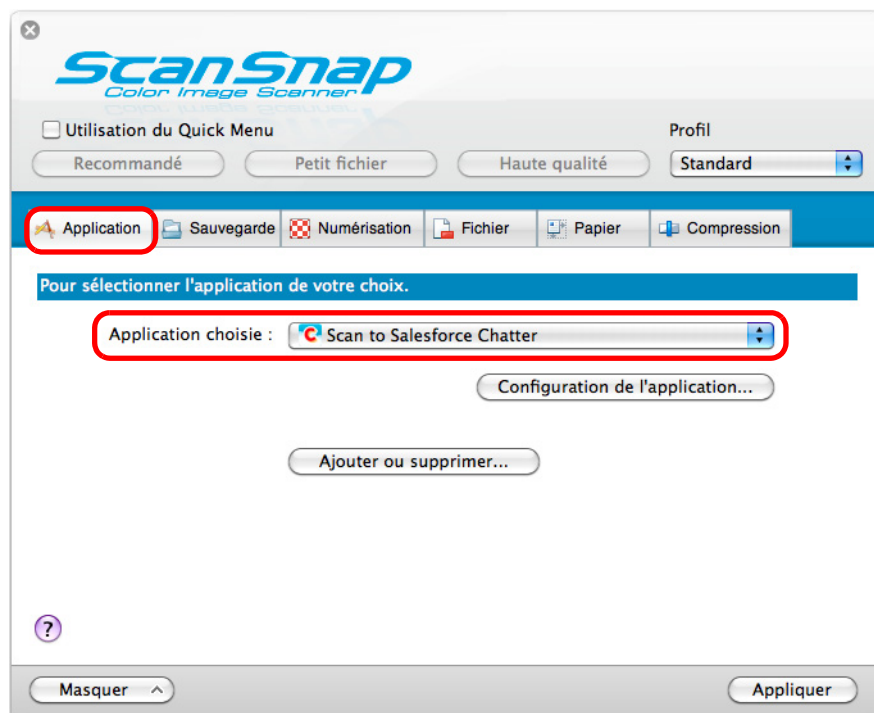 ScanSnap
Color Image Scanner
Utilisation du Quick Menu
Profil
Recommandé Petit fichier Haute qualité Standard
Application Sauvegarde Numérisation Fichier Papier Compression
Pour sélectionner l'application de votre choix.
Application choisie : Scan to Salesforce Chatter
Configuration de l'application...
Ajouter ou supprimer...
?
Masquer Appliquer